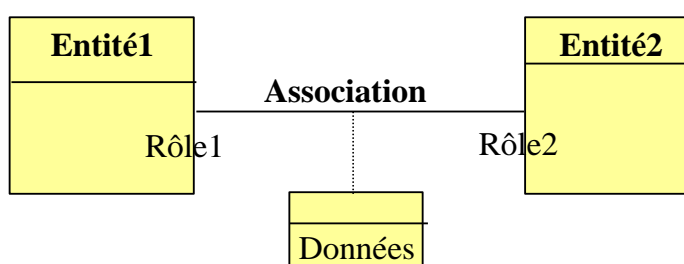 Entité1
Entité2
Association
Rôle1
Rôle2
Données